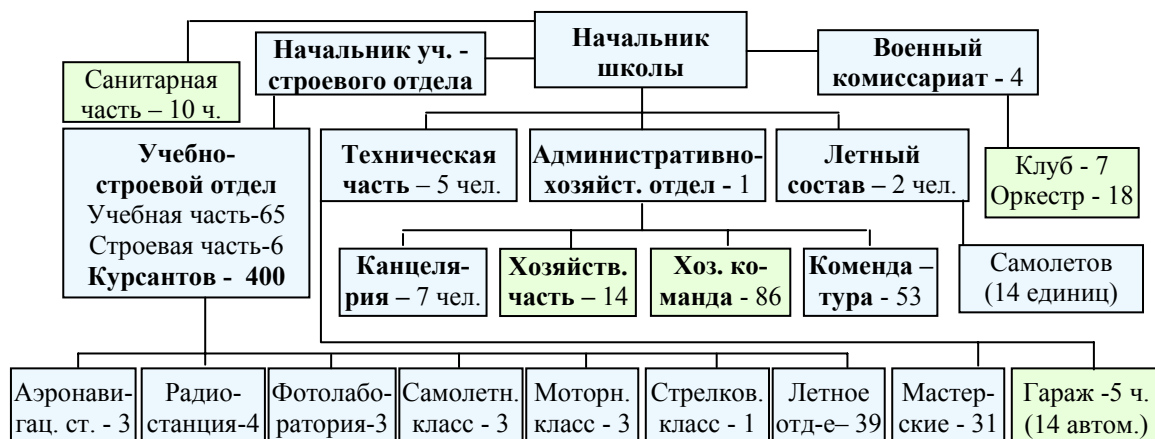 Начальник
школы
Начальник уч. -
строевого отдела
Военный
комиссариат - 4
Санитарная
часть – 10 ч.
Учебно-
строевой отдел
Учебная часть-65
Строевая часть-6
Курсантов - 400
Техническая
часть – 5 чел.
Административно-
хозяйст. отдел - 1
Летный
состав – 2 чел.
Клуб - 7
Оркестр - 18
Канцеля-
рия – 7 чел.
Хозяйств.
часть – 14
Хоз. ко-
манда - 86
Коменда –
тура - 53
Самолетов
(14 единиц)
Аэронави-
гац. ст. - 3
Радио-
станция-4
Фотолабо-
ратория-3
Самолетн.
класс - 3
Моторн.
класс - 3
Стрелков.
класс - 1
Летное
отд-е– 39
Мастер-
ские - 31
Гараж -5 ч.
(14 автом.)